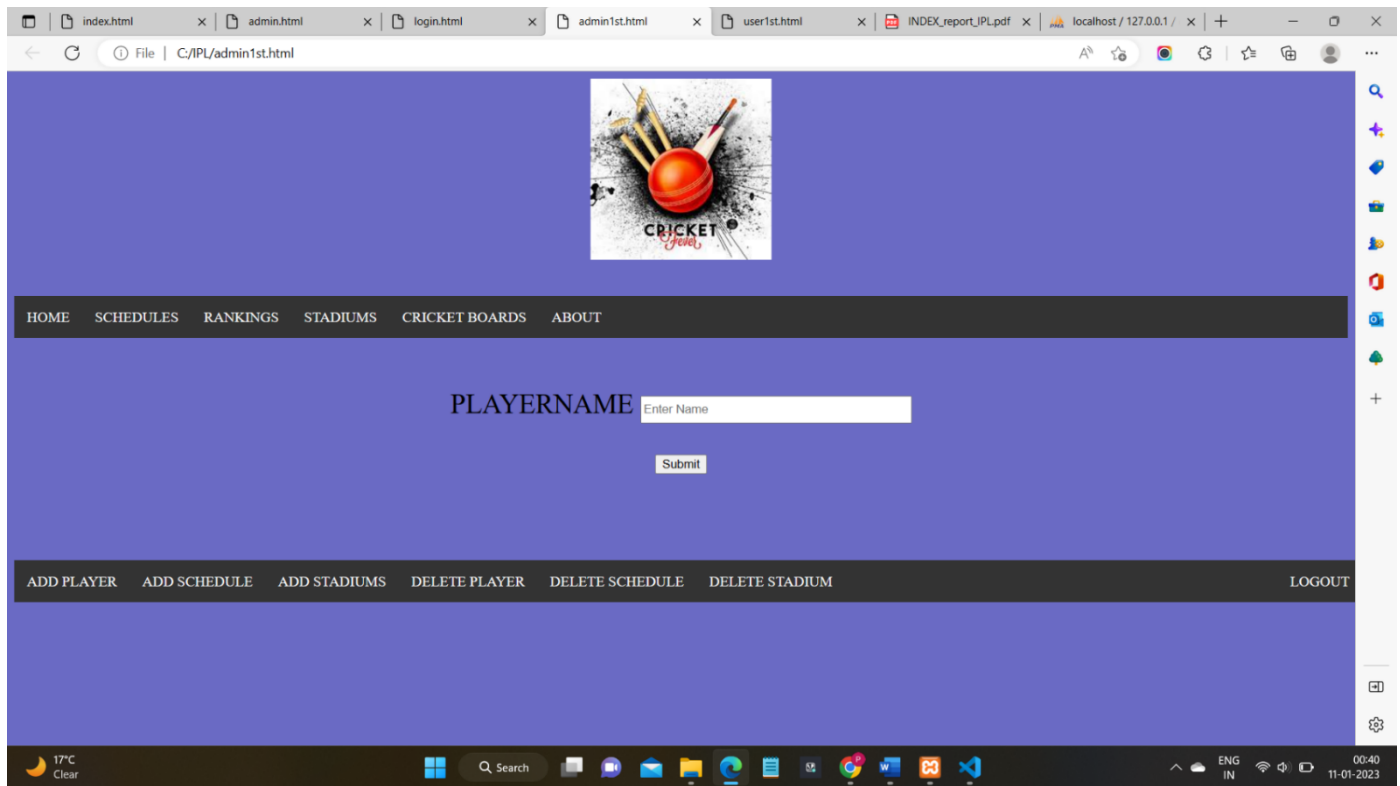 index.html admin.html login.html admin1st.html user1st.html INDEX_report_IPL.pdf localhost / 127.0.0.1 /
File | C:/IPL/admin1st.html
CRICKET
Fever
HOME SCHEDULES RANKINGS STADIUMS CRICKET BOARDS ABOUT
PLAYERNAME Enter Name
Submit
ADD PLAYER ADD SCHEDULE ADD STADIUMS DELETE PLAYER DELETE SCHEDULE DELETE STADIUM LOGOUT
17°C
Clear
Search
ENG
IN
00:40
11-01-2023